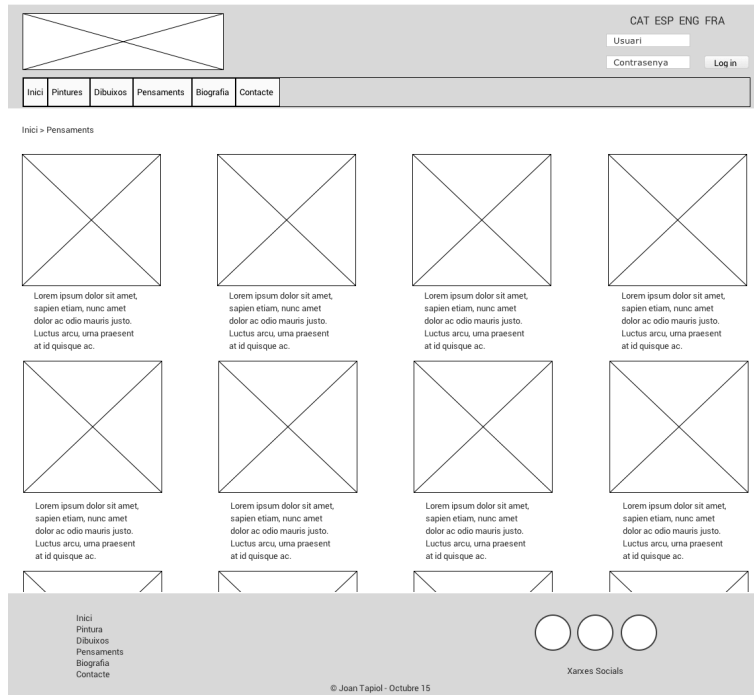 CAT ESP ENG FRA
Usuari
Contrasenya
Log in
Inici Pintures Dibuixos Pensaments Biografia Contacte
Inici > Pensaments
Lorem ipsum dolor sit amet,
sapien etiam, nunc amet
dolor ac odio mauris justo.
Luctus arcu, urna praesent
at id quisque ac.
Lorem ipsum dolor sit amet,
sapien etiam, nunc amet
dolor ac odio mauris justo.
Luctus arcu, urna praesent
at id quisque ac.
Lorem ipsum dolor sit amet,
sapien etiam, nunc amet
dolor ac odio mauris justo.
Luctus arcu, urna praesent
at id quisque ac.
Lorem ipsum dolor sit amet,
sapien etiam, nunc amet
dolor ac odio mauris justo.
Luctus arcu, urna praesent
at id quisque ac.
Lorem ipsum dolor sit amet,
sapien etiam, nunc amet
dolor ac odio mauris justo.
Luctus arcu, urna praesent
at id quisque ac.
Lorem ipsum dolor sit amet,
sapien etiam, nunc amet
dolor ac odio mauris justo.
Luctus arcu, urna praesent
at id quisque ac.
Lorem ipsum dolor sit amet,
sapien etiam, nunc amet
dolor ac odio mauris justo.
Luctus arcu, urna praesent
at id quisque ac.
Lorem ipsum dolor sit amet,
sapien etiam, nunc amet
dolor ac odio mauris justo.
Luctus arcu, urna praesent
at id quisque ac.
Inici
Pintura
Dibuixos
Pensaments
Biografia
Contacte
Xarxes Socials
© Joan Tapiol - Octubre 15